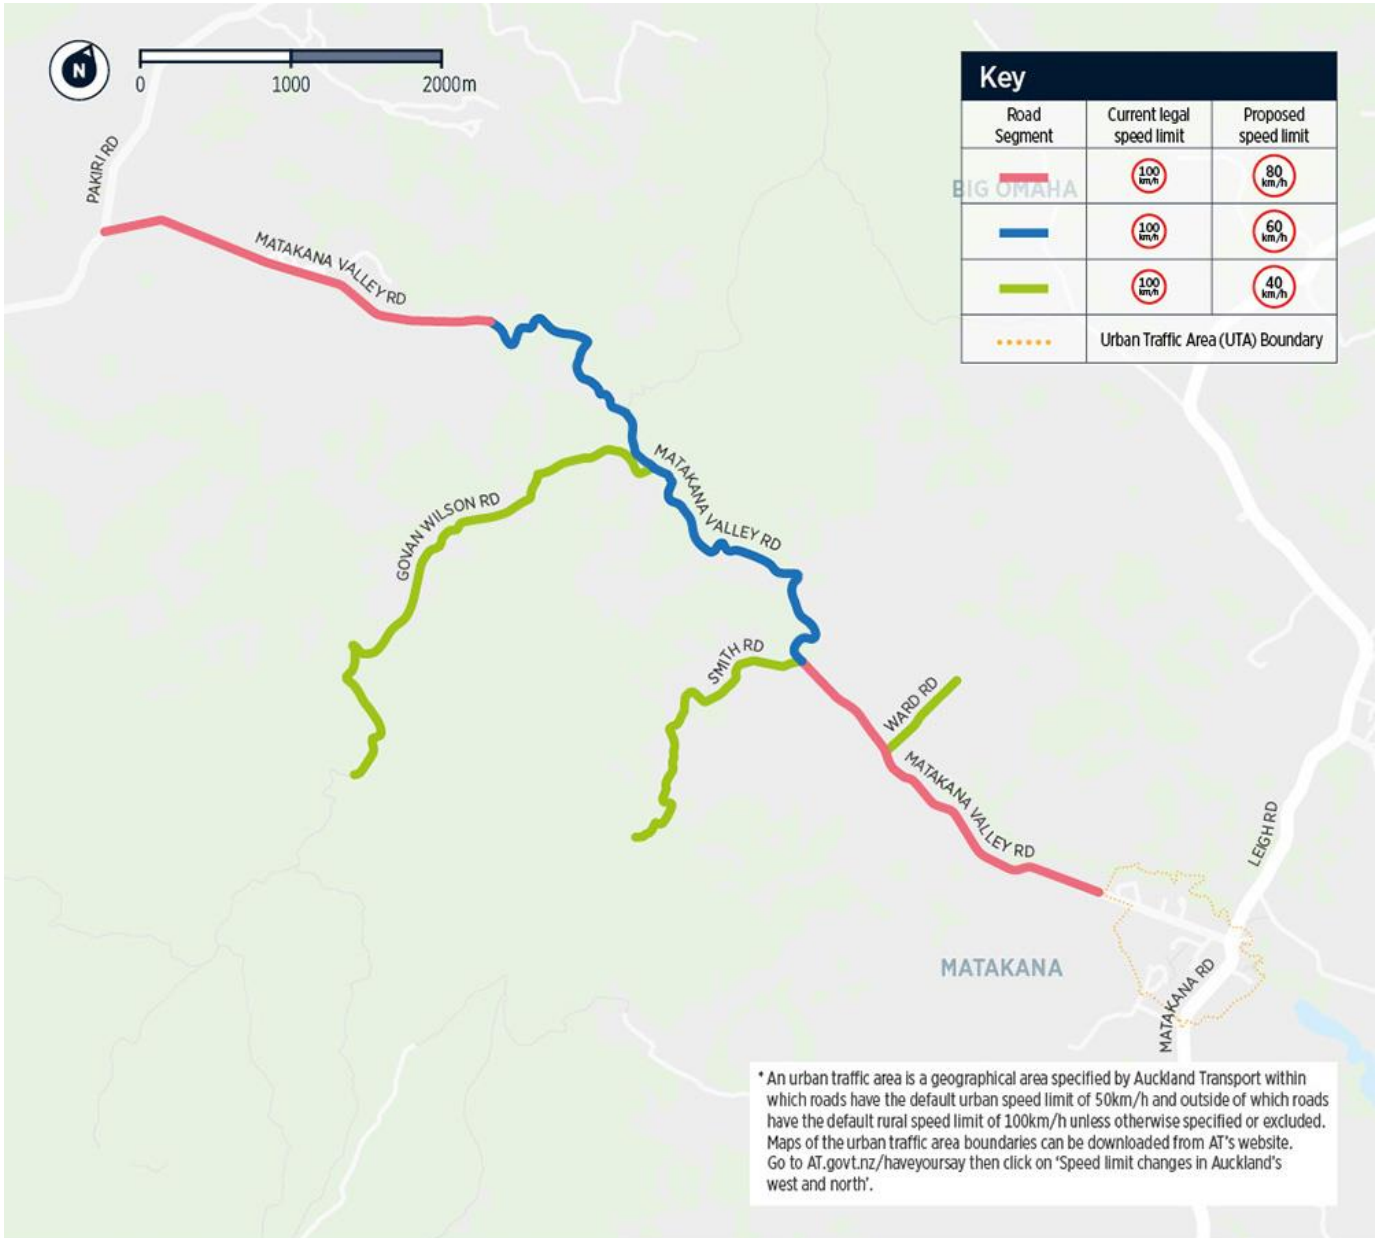 N
0 1000 2000m
Key
Road Segment
Current legal speed limit
Proposed speed limit
100 km/h
80 km/h
100 km/h
60 km/h
100 km/h
40 km/h
Urban Traffic Area (UTA) Boundary
BIG OMAHA
PAKIRI RD
MATAKANA VALLEY RD
MATAKANA VALLEY RD
GOVAN WILSON RD
SMITH RD
WARD RD
MATAKANA VALLEY RD
LEIGH RD
MATAKANA
MATAKANA RD
* An urban traffic area is a geographical area specified by Auckland Transport within
which roads have the default urban speed limit of 50km/h and outside of which roads
have the default rural speed limit of 100km/h unless otherwise specified or excluded.
Maps of the urban traffic area boundaries can be downloaded from AT's website.
Go to AT.govt.nz/haveyoursay then click on 'Speed limit changes in Auckland's
west and north'.